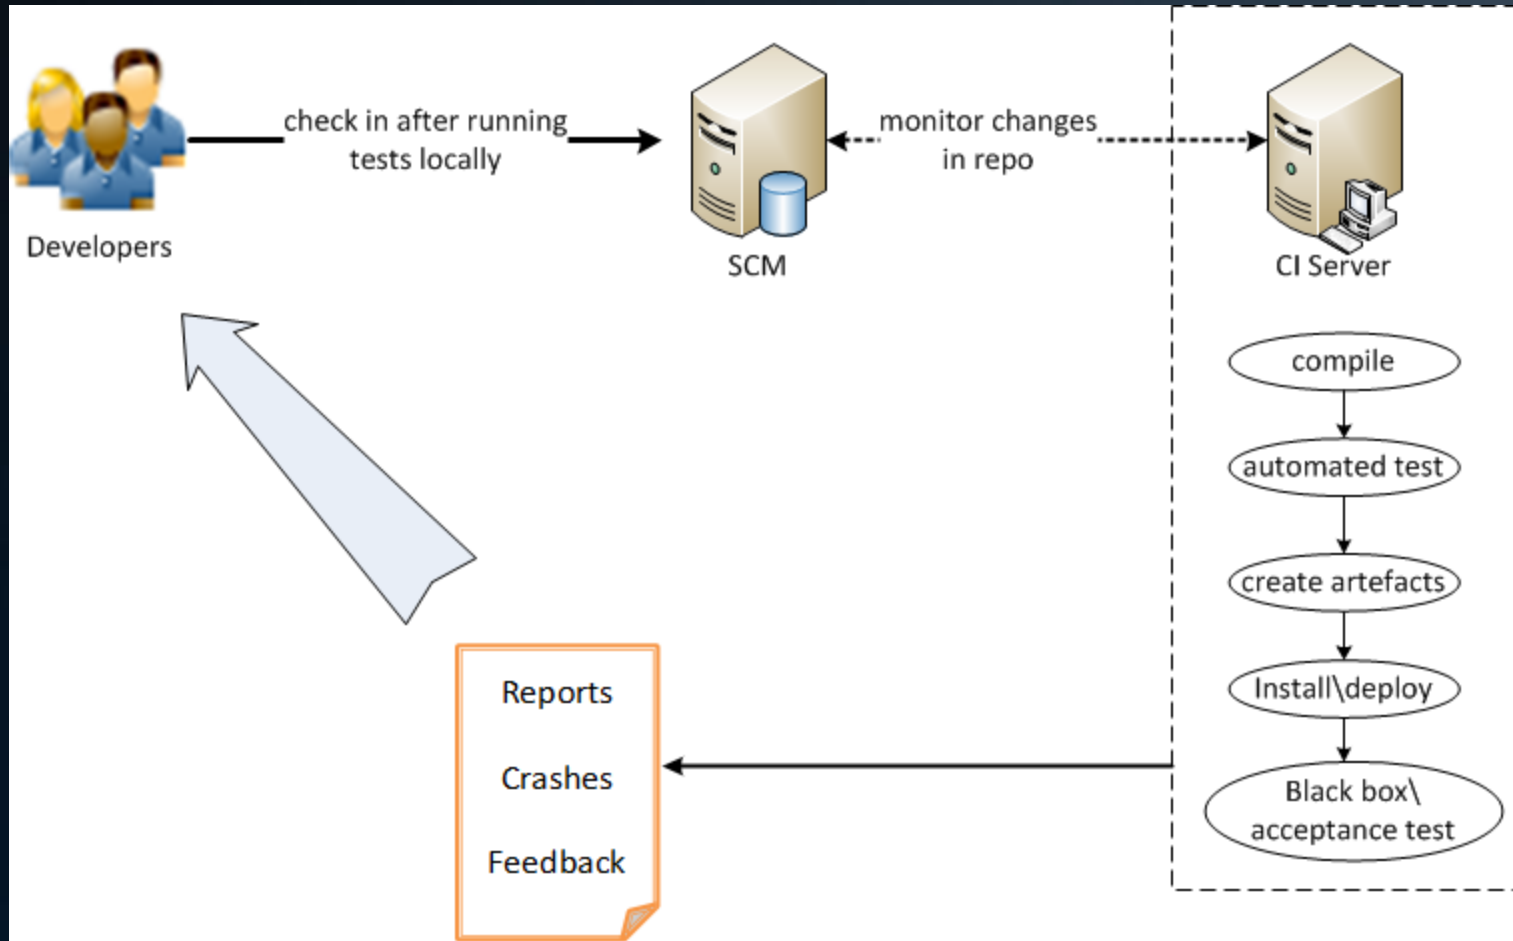 check in after running
tests locally
monitor changes
in repo
Developers
SCM
CI Server
compile
automated test
create artefacts
Install\deploy
Black box\
acceptance test
Reports
Crashes
Feedback